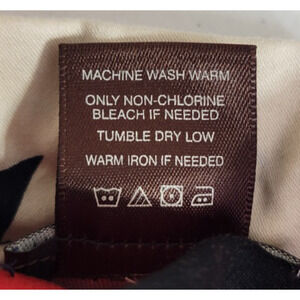 MACHINE WASH WARM
ONLY NON-CHLORINE
BLEACH IF NEEDED
TUMBLE DRY LOW
WARM IRON IF NEEDED